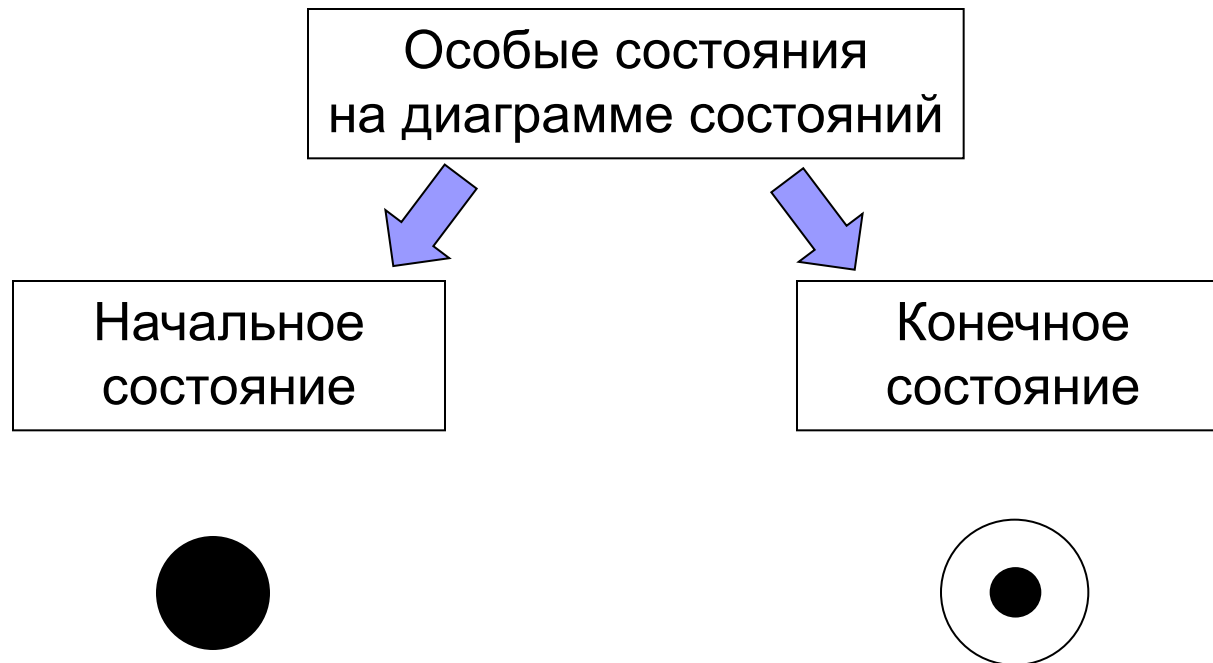 Особые состояния
на диаграмме состояний
Начальное
состояние
Конечное
состояние